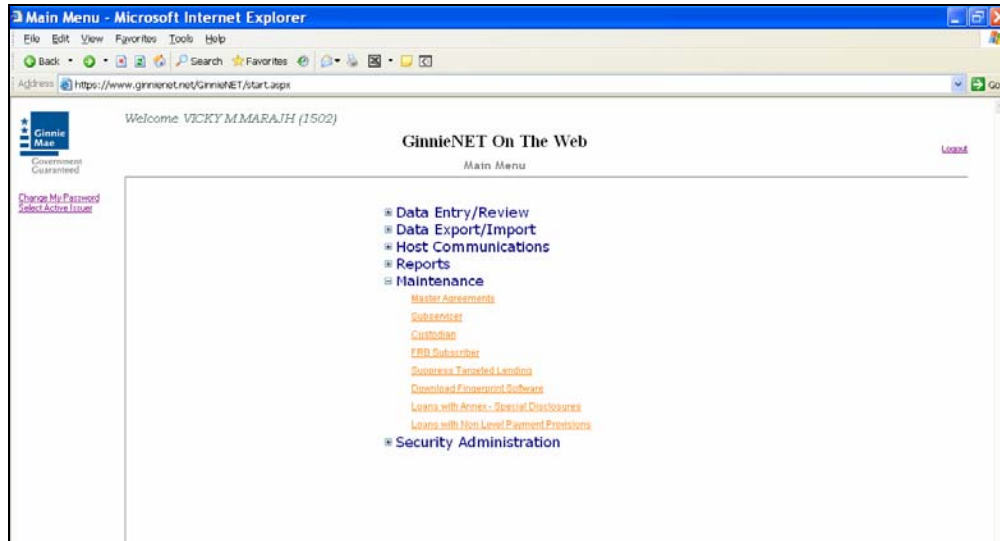 Main Menu - Microsoft Internet Explorer
File Edit View Favorites Tools Help
Back Search Favorites
Address https://www.ginnienet.net/GinnieNET/start.aspx Go
Ginnie
Mae
Government
Guaranteed
Welcome VICKY M MARAJH (1502)
GinnieNET On The Web
Main Menu
Logout
Change My Password
Select Active Issuer
Data Entry/Review
Data Export/Import
Host Communications
Reports
Maintenance
Master Agreements
Subservicer
Custodian
FRB Subscriber
Suppress Targeted Lending
Download Fingerprint Software
Loans with Annex - Special Disclosures
Loans with Non Level Payment Provisions
Security Administration